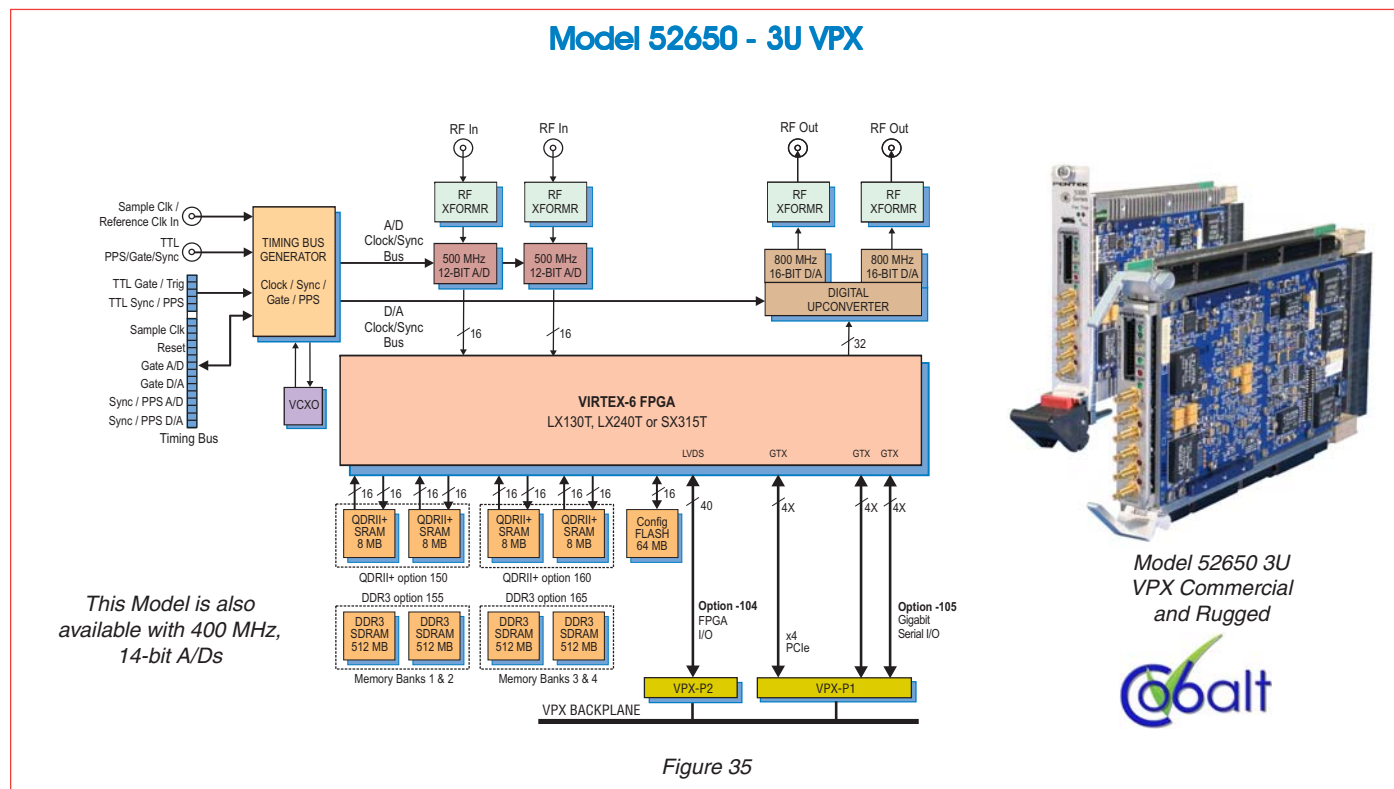 Model 52650 - 3U VPX
RF In
RF In
RF Out
RF Out
Sample Clk /
Reference Clk In
TTL
PPS/Gate/Sync
TTL Gate / Trig
TTL Sync / PPS
Sample Clk
Reset
Gate A/D
Gate D/A
Sync / PPS A/D
Sync / PPS D/A
Timing Bus
TIMING BUS
GENERATOR
Clock / Sync /
Gate / PPS
VCXO
A/D
Clock/Sync
Bus
D/A
Clock/Sync
Bus
RF
XFORMR
RF
XFORMR
RF
XFORMR
RF
XFORMR
500 MHz
12-BIT A/D
500 MHz
12-BIT A/D
800 MHz
16-BIT D/A
800 MHz
16-BIT D/A
DIGITAL
UPCONVERTER
16
16
32
VIRTEX-6 FPGA
LX130T, LX240T or SX315T
LVDS
GTX
GTX
GTX
16
16
16
16
16
16
16
16
16
40
4X
4X
4X
QDRII+
SRAM
8 MB
QDRII+
SRAM
8 MB
QDRII+
SRAM
8 MB
QDRII+
SRAM
8 MB
Config
FLASH
64 MB
QDRII+ option 150
QDRII+ option 160
DDR3 option 155
DDR3 option 165
DDR3
SDRAM
512 MB
DDR3
SDRAM
512 MB
DDR3
SDRAM
512 MB
DDR3
SDRAM
512 MB
Memory Banks 1 & 2
Memory Banks 3 & 4
Option -104
FPGA
I/O
x4
PCIe
Option -105
Gigabit
Serial I/O
VPX-P2
VPX-P1
VPX BACKPLANE
This Model is also
available with 400 MHz,
14-bit A/Ds
PENTEK
Model 52650 3U
VPX Commercial
and Rugged
Cobalt
Figure 35